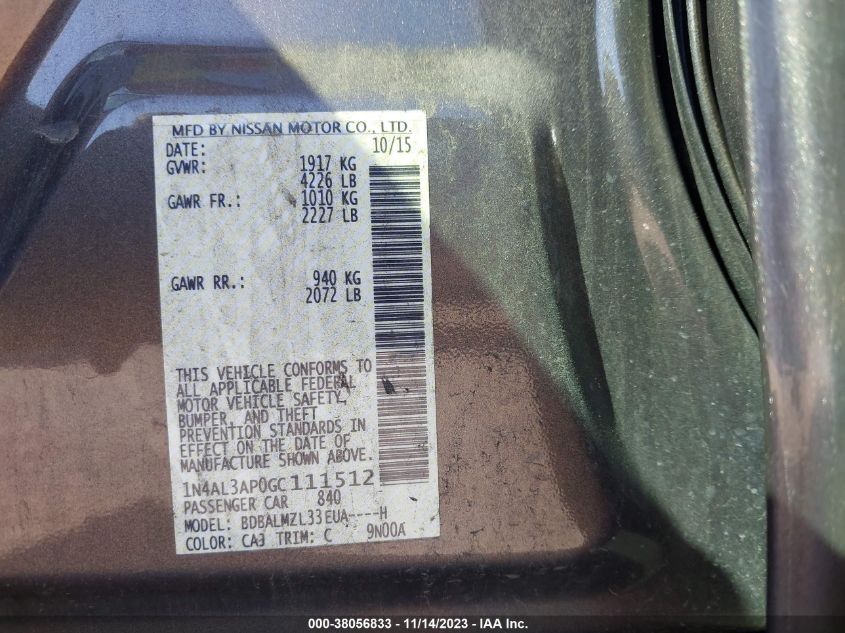 MFD BY NISSAN MOTOR CO., LTD.
DATE: 10/15
GVWR: 1917 KG
4226 LB
GAWR FR.: 1010 KG
2227 LB
GAWR RR.: 940 KG
2072 LB
THIS VEHICLE CONFORMS TO
ALL APPLICABLE FEDERAL
MOTOR VEHICLE SAFETY,
BUMPER, AND THEFT
PREVENTION STANDARDS IN
EFFECT ON THE DATE OF
MANUFACTURE SHOWN ABOVE.
1N4AL3AP0GC111512
PASSENGER CAR 840
MODEL: BDBALMZL33EUA----H
COLOR: CA3 TRIM: C 9N00A
000-38056833 - 11/14/2023 - IAA Inc.